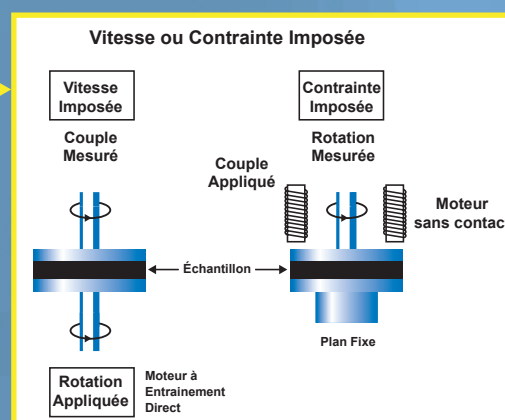 Vitesse ou Contrainte Imposée
Vitesse
Imposée
Couple
Mesuré
Contrainte
Imposée
Rotation
Mesurée
Couple
Appliqué
Moteur
sans contac
Échantillon
Plan Fixe
Rotation
Appliquée
Moteur à
Entrainement
Direct